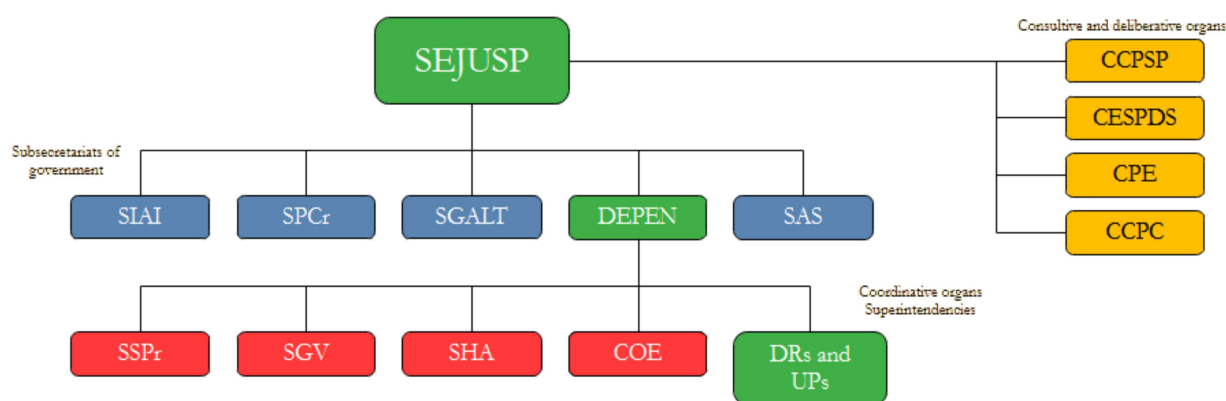 Consultive and deliberative organs
SEJUSP
CCPSP
CESPDS
CPE
CCPC
Subsecretariats of
government
SIAI
SPCr
SGALT
DEPEN
SAS
Coordinative organs
Superintendencies
SSPr
SGV
SHA
COE
DRs and
UPs